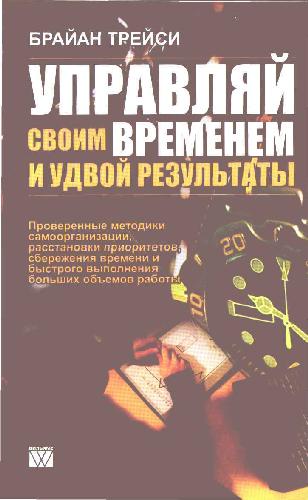 БРАЙАН ТРЕЙСИ
УПРАВЛЯЙ
СВОИМ ВРЕМЕНЕМ
И УДВОЙ РЕЗУЛЬТАТЫ
Проверенные методики
самоорганизации,
расстановки приоритетов,
сбережения времени и
быстрого выполнения
больших объемов работы
20